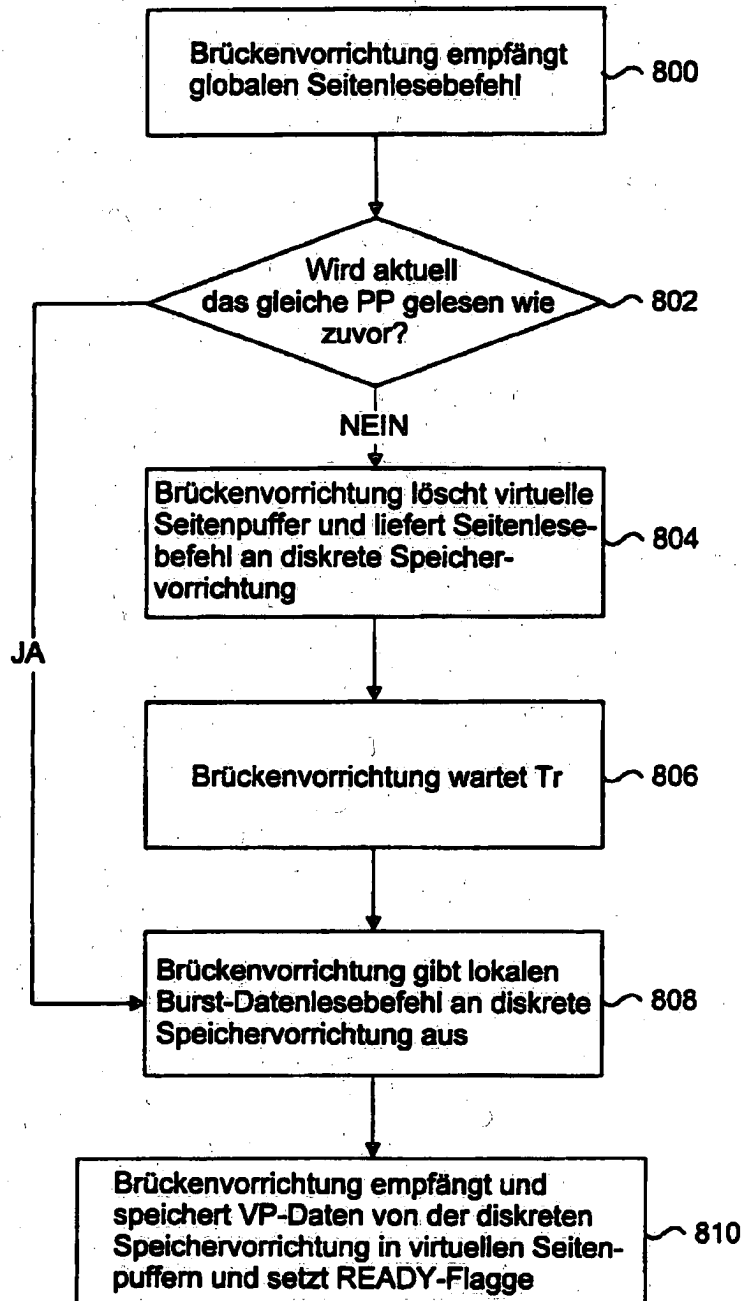 Brückenvorrichtung empfängt
globalen Seitenlesebefehl
800
Wird aktuell
das gleiche PP gelesen wie
zuvor?
802
NEIN
Brückenvorrichtung löscht virtuelle
Seitenpuffer und liefert Seitenlese-
befehl an diskrete Speicher-
vorrichtung
804
JA
Brückenvorrichtung wartet Tr
806
Brückenvorrichtung gibt lokalen
Burst-Datenlesebefehl an diskrete
Speichervorrichtung aus
808
Brückenvorrichtung empfängt und
speichert VP-Daten von der diskreten
Speichervorrichtung in virtuellen Seiten-
puffern und setzt READY-Flagge
810